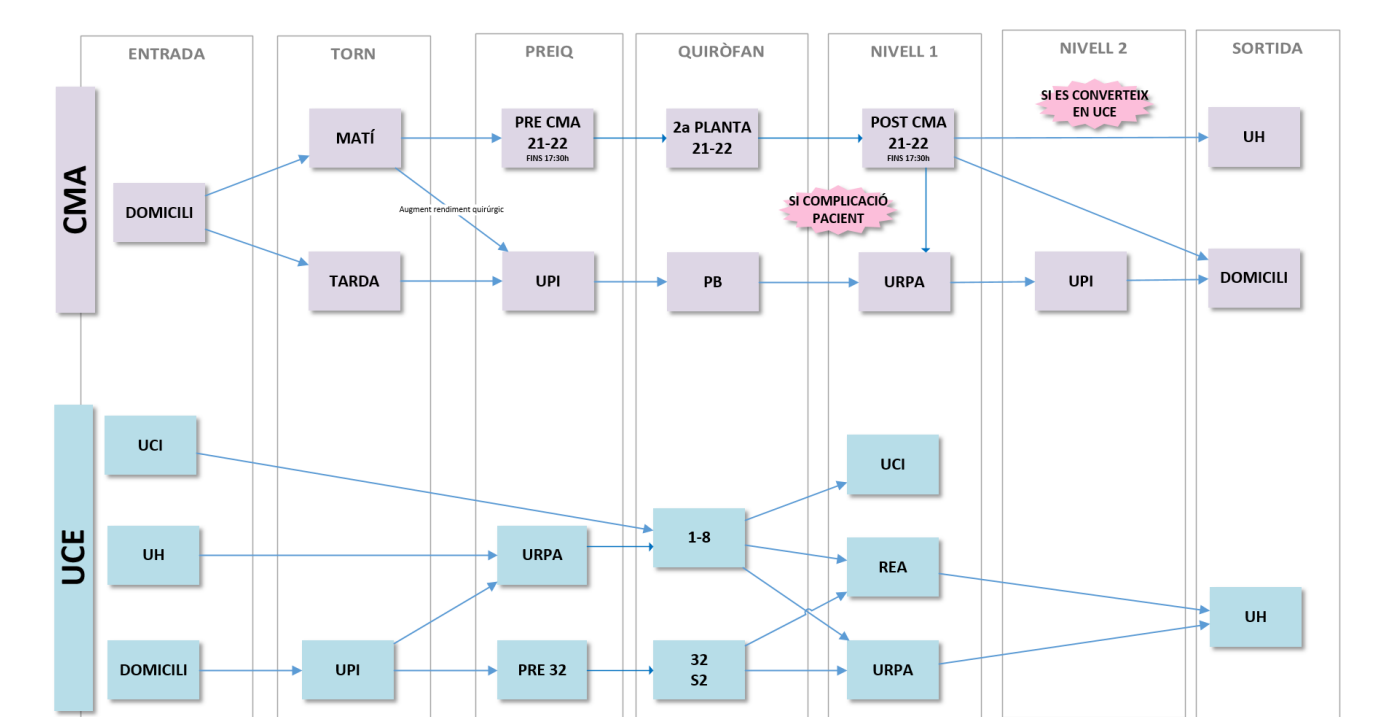 ENTRADA
TORN
PREIQ
QUIRÒFAN
NIVELL 1
NIVELL 2
SORTIDA
CMA
DOMICILI
MATÍ
TARDA
Augment rendiment quirúrgic
PRE CMA
21-22
FINS 17:30h
UPI
2a PLANTA
21-22
PB
POST CMA
21-22
FINS 17:30h
SI COMPLICACIÓ
PACIENT
URPA
SI ES CONVERTEIX
EN UCE
UPI
UH
DOMICILI
UCE
UCI
UH
DOMICILI
UPI
URPA
PRE 32
1-8
32
S2
UCI
REA
URPA
UH